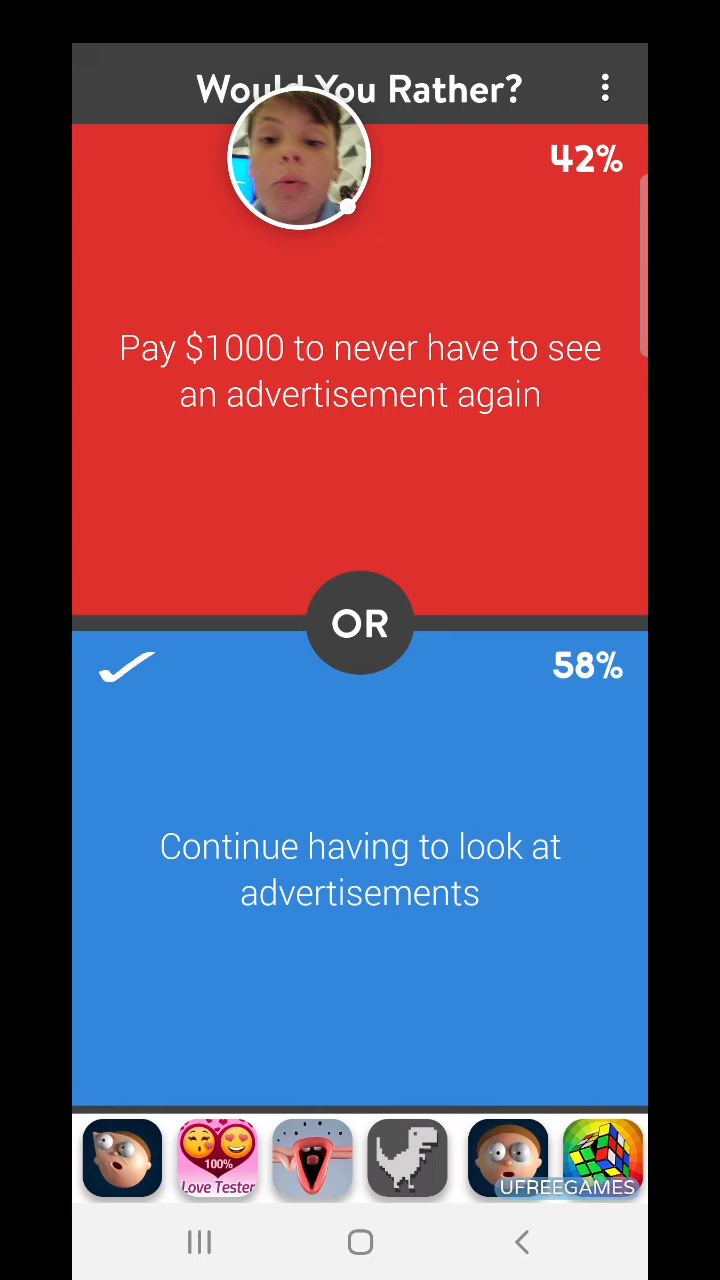 Would You Rather?
42%
Pay $1000 to never have to see
an advertisement again
OR
58%
Continue having to look at
advertisements
100%
Love Tester
UFREEGAMES